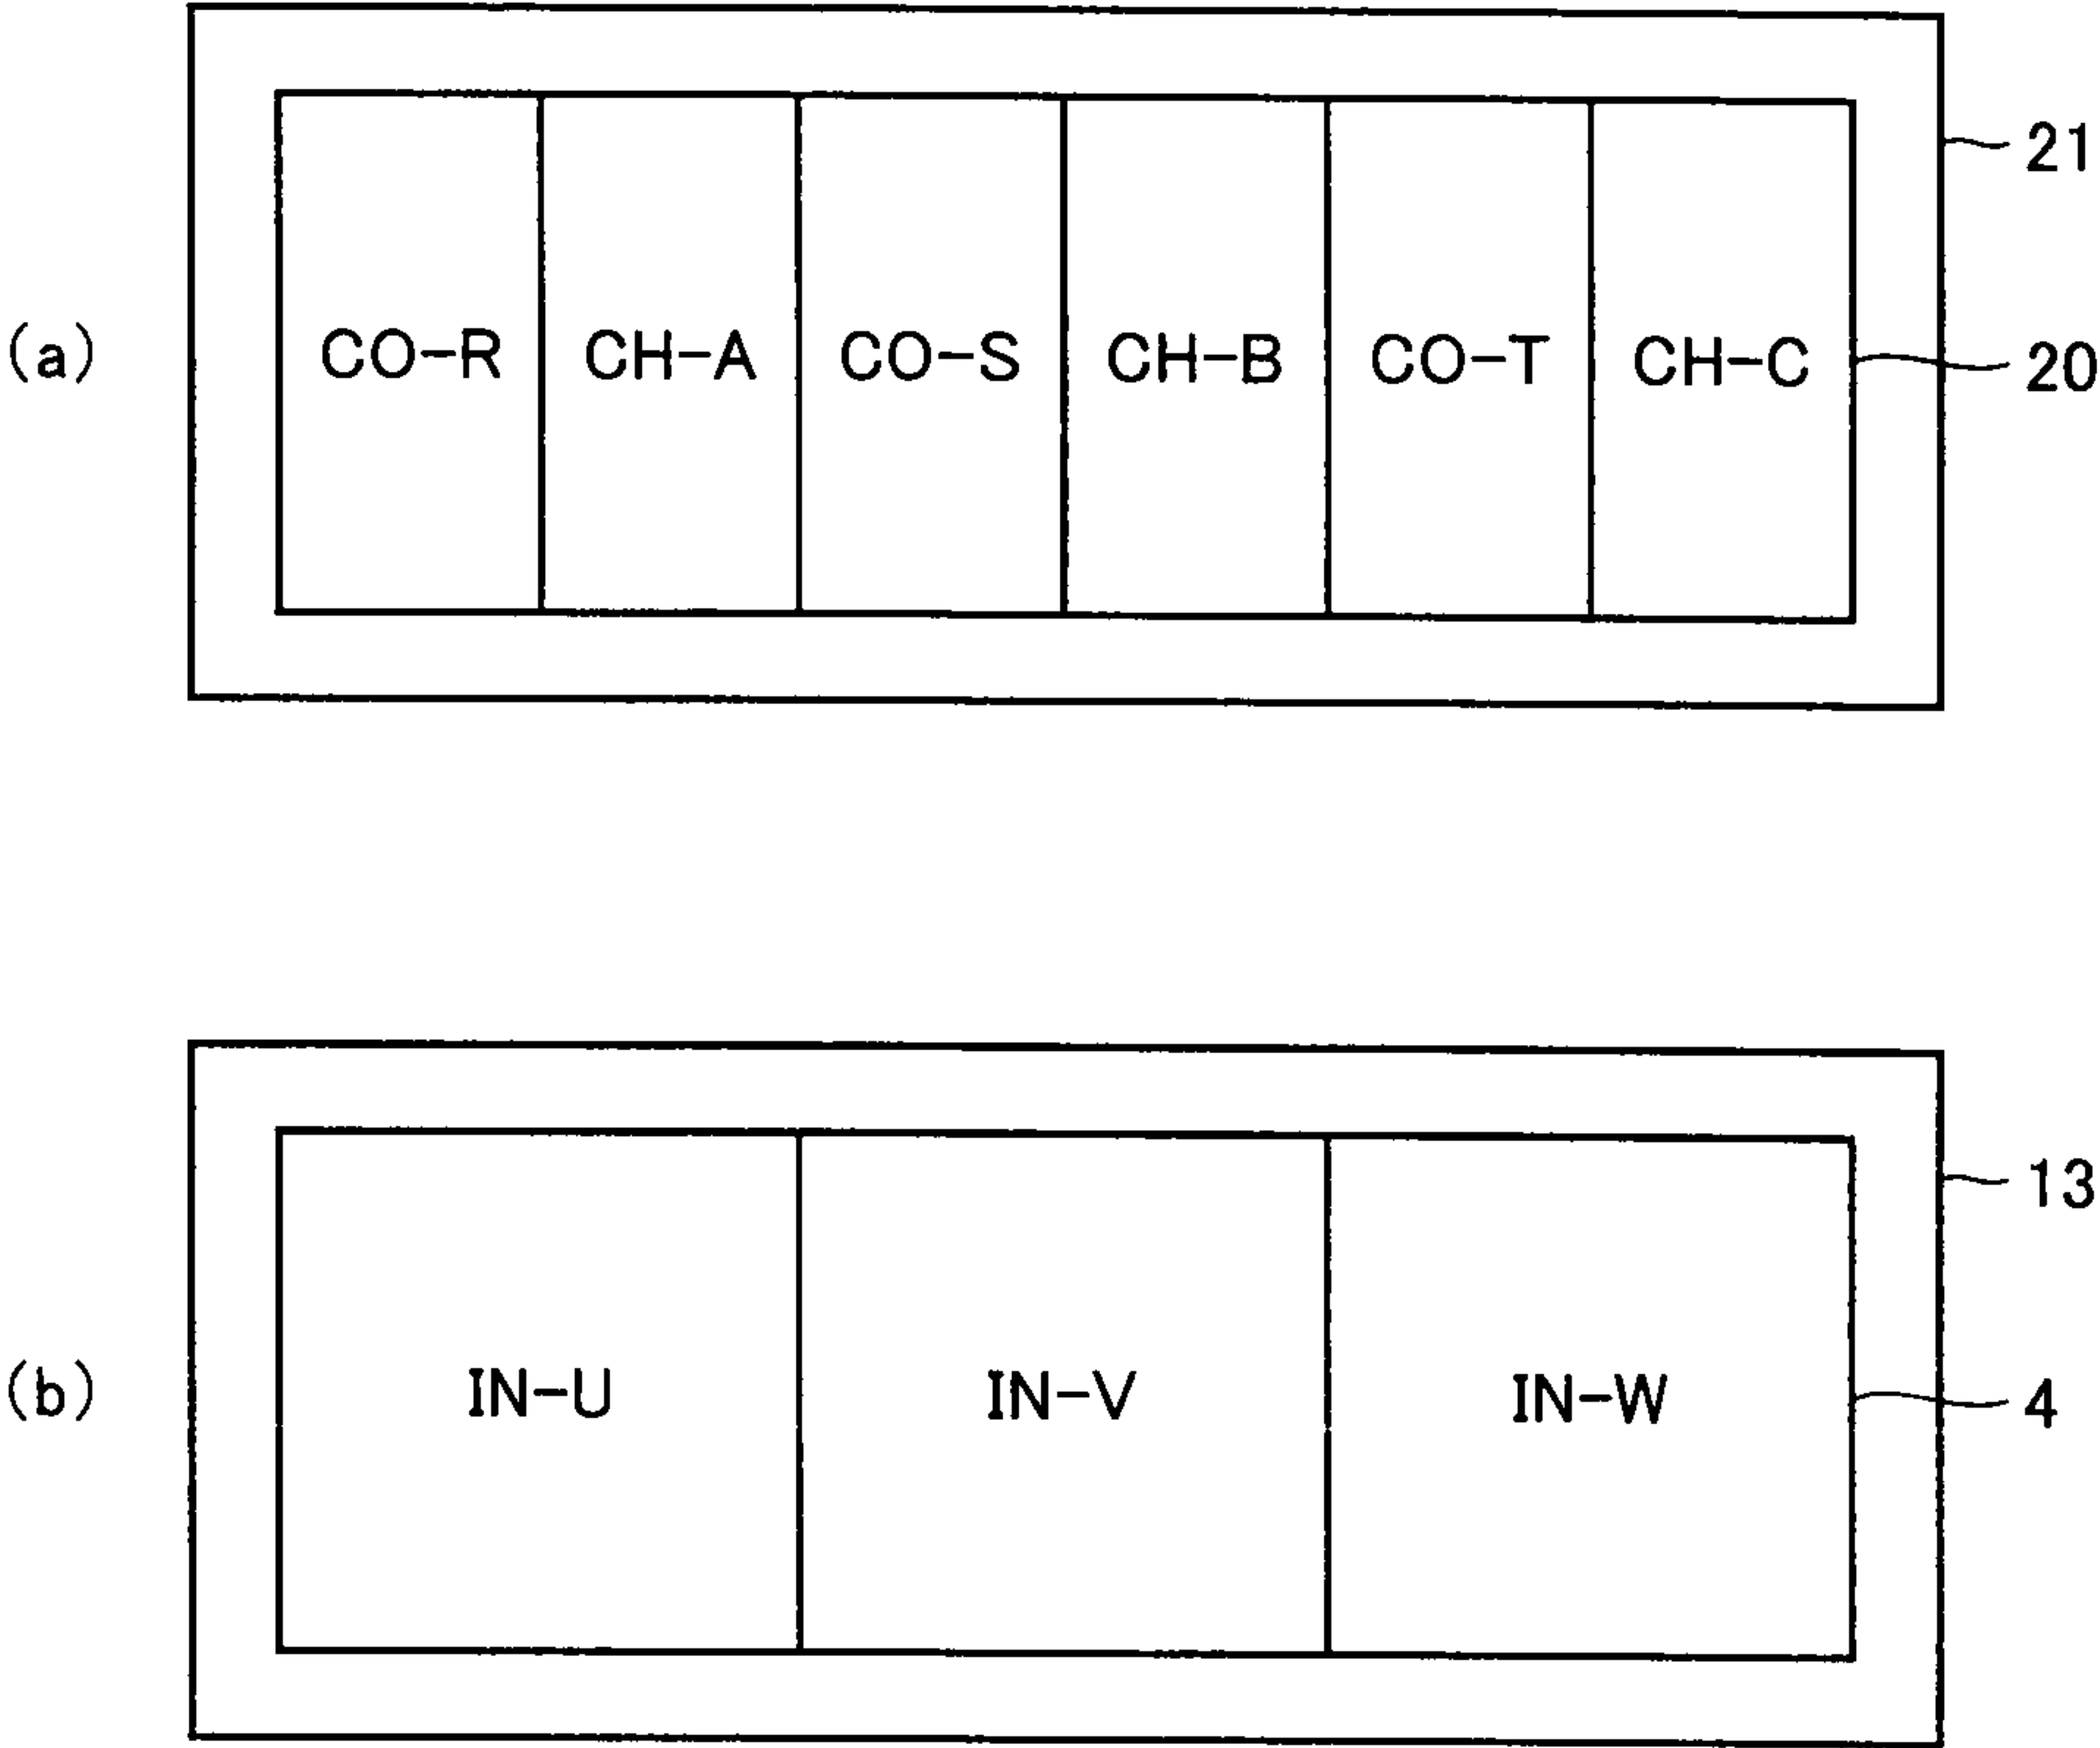 21
(a) CO-R CH-A CO-S CH-B CO-T CH-C 20
13
(b) IN-U IN-V IN-W 4